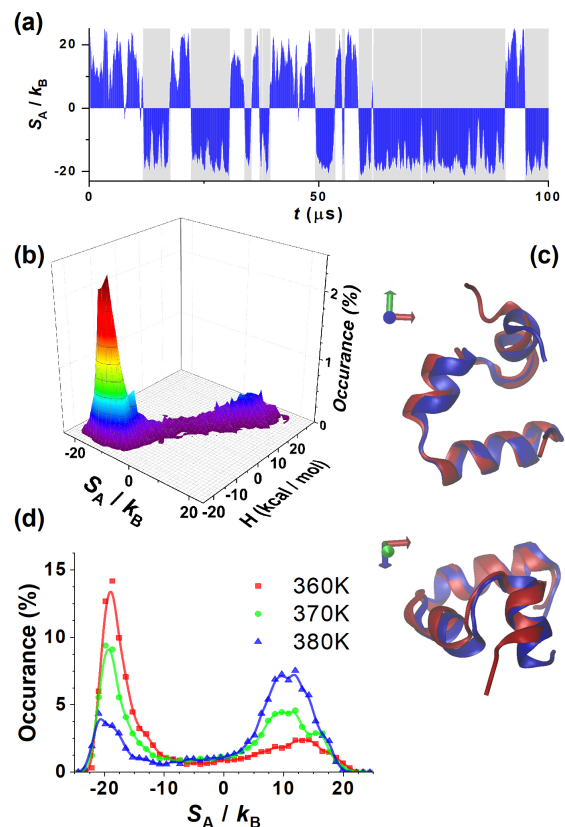 (a)
20
0
-20
S_A / k_B
0
50
100
t (μs)
(b)
(c)
2
1
0
Occurance (%)
-20
0
20
S_A / k_B
-20
-10
0
10
20
H (kcal / mol)
(d)
15
10
5
0
Occurance (%)
360K
370K
380K
-20
-10
0
10
20
S_A / k_B